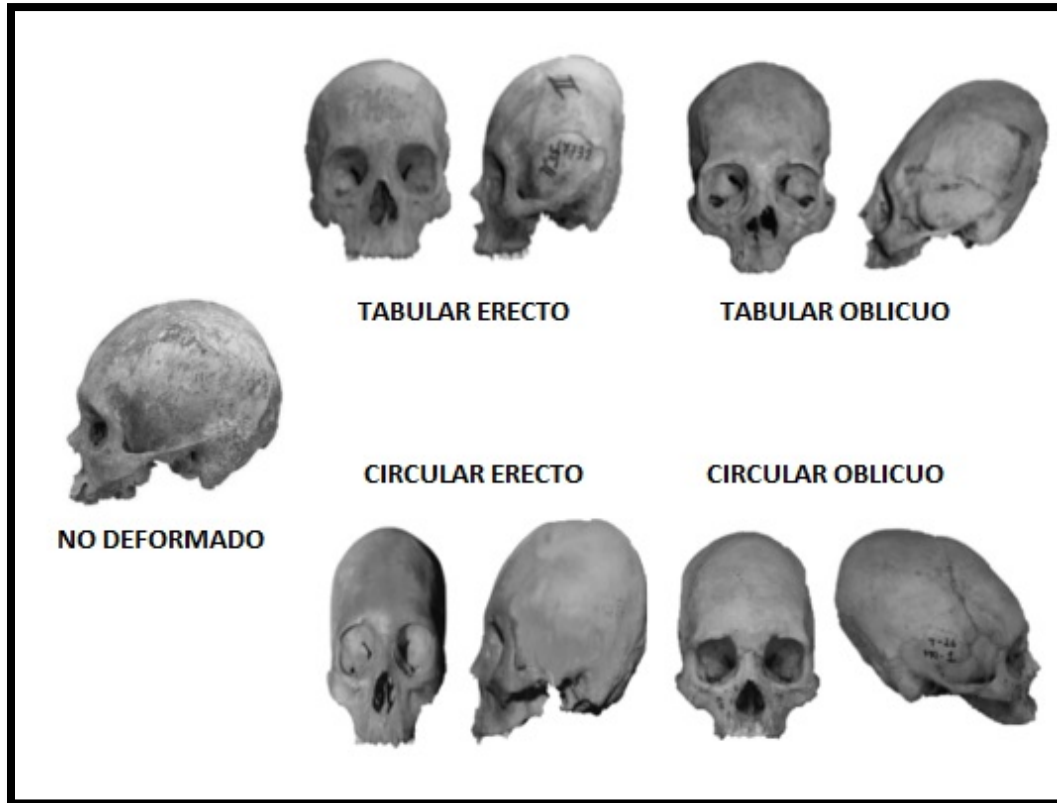 TABULAR ERECTO
TABULAR OBLICUO
NO DEFORMADO
CIRCULAR ERECTO
CIRCULAR OBLICUO